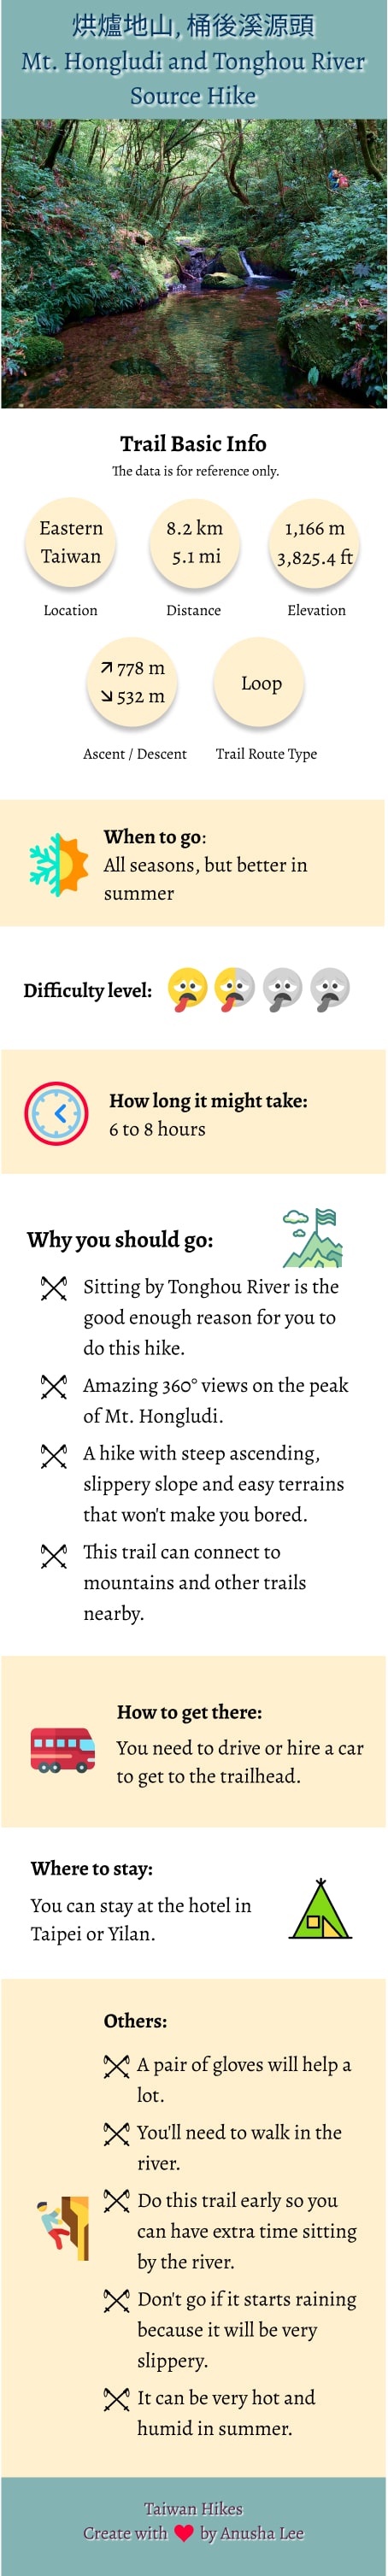 烘爐地山, 桶後溪源頭
Mt. Hongludi and Tonghou River
Source Hike
Trail Basic Info
The data is for reference only.
Eastern
Taiwan
Location
8.2 km
5.1 mi
Distance
1,166 m
3,825.4 ft
Elevation
↗ 778 m
↘ 532 m
Ascent / Descent
Loop
Trail Route Type
When to go:
All seasons, but better in
summer
Difficulty level:
How long it might take:
6 to 8 hours
Why you should go:
Sitting by Tonghou River is the
good enough reason for you to
do this hike.
Amazing 360° views on the peak
of Mt. Hongludi.
A hike with steep ascending,
slippery slope and easy terrains
that won't make you bored.
This trail can connect to
mountains and other trails
nearby.
How to get there:
You need to drive or hire a car
to get to the trailhead.
Where to stay:
You can stay at the hotel in
Taipei or Yilan.
Others:
A pair of gloves will help a
lot.
You'll need to walk in the
river.
Do this trail early so you
can have extra time sitting
by the river.
Don't go if it starts raining
because it will be very
slippery.
It can be very hot and
humid in summer.
Taiwan Hikes
Create with ❤ by Anusha Lee